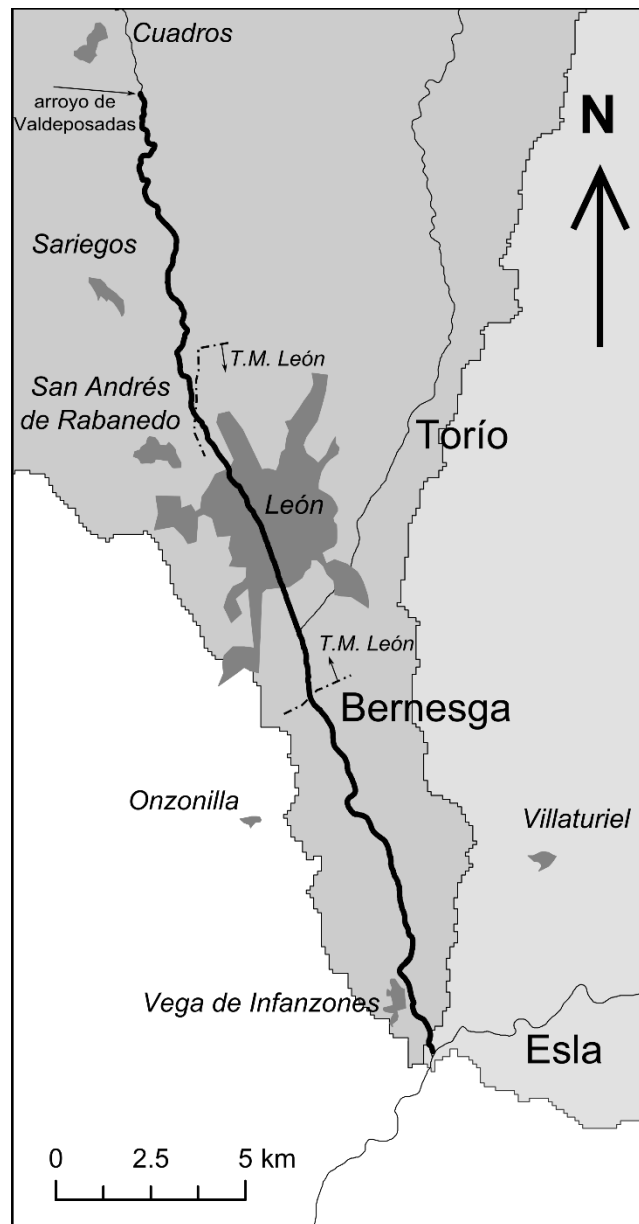 Cuadros
arroyo de
Valdeposadas
N
Sariegos
T.M. León
San Andrés
de Rabanedo
Torío
León
T.M. León
Bernesga
Onzonilla
Villaturiel
Vega de Infanzones
Esla
0 2.5 5 km